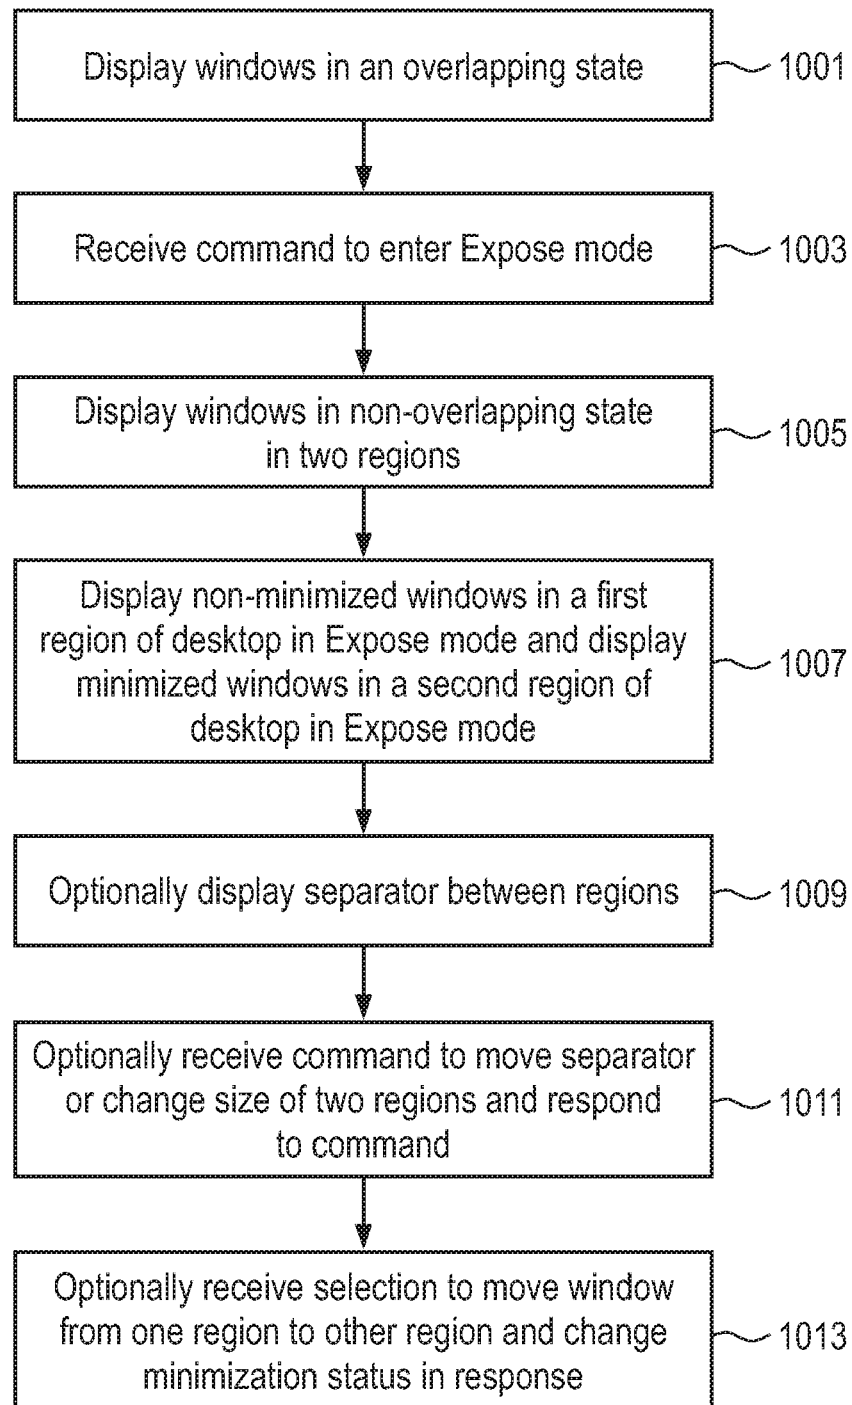 Display windows in an overlapping state
1001
Receive command to enter Expose mode
1003
Display windows in non-overlapping state
in two regions
1005
Display non-minimized windows in a first
region of desktop in Expose mode and display
minimized windows in a second region of
desktop in Expose mode
1007
Optionally display separator between regions
1009
Optionally receive command to move separator
or change size of two regions and respond
to command
1011
Optionally receive selection to move window
from one region to other region and change
minimization status in response
1013